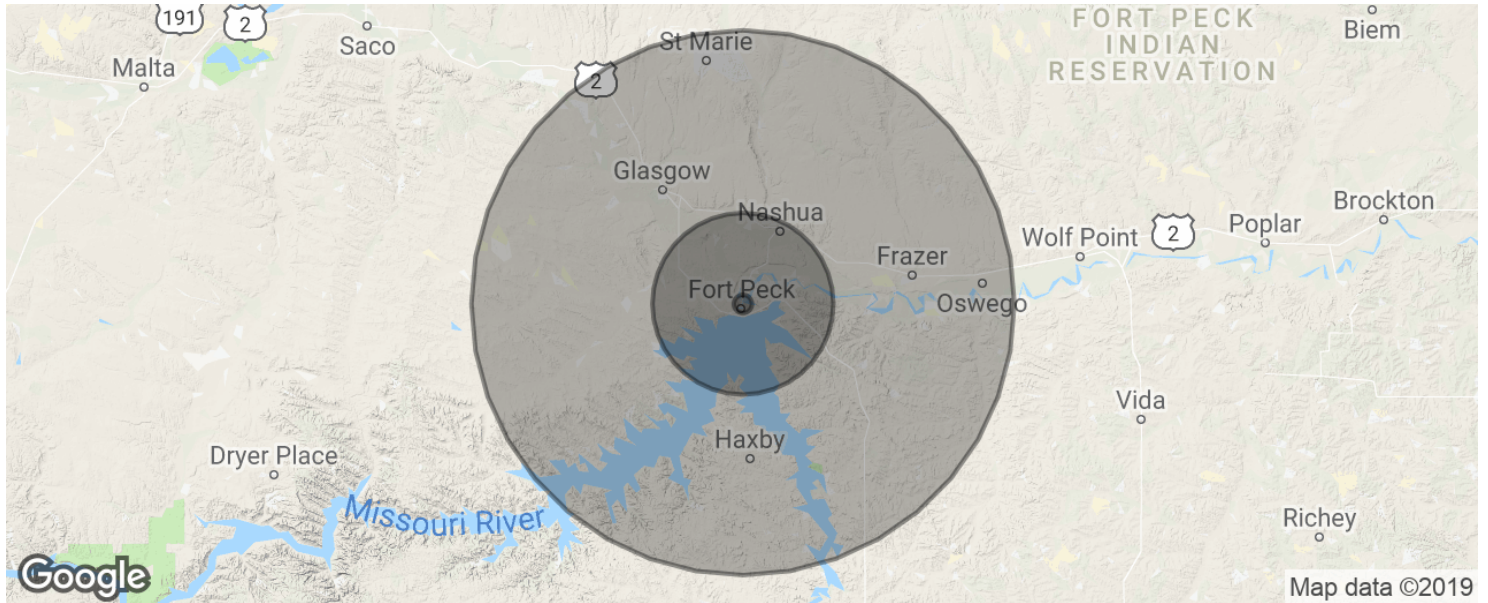 191
2
Saco
Malta
St Marie
2
FORT PECK
INDIAN
RESERVATION
Biem
Glasgow
Nashua
Frazer
Wolf Point
2
Poplar
Brockton
Fort Peck
Oswego
Vida
Haxby
Dryer Place
Missouri River
Richey
Google
Map data ©2019